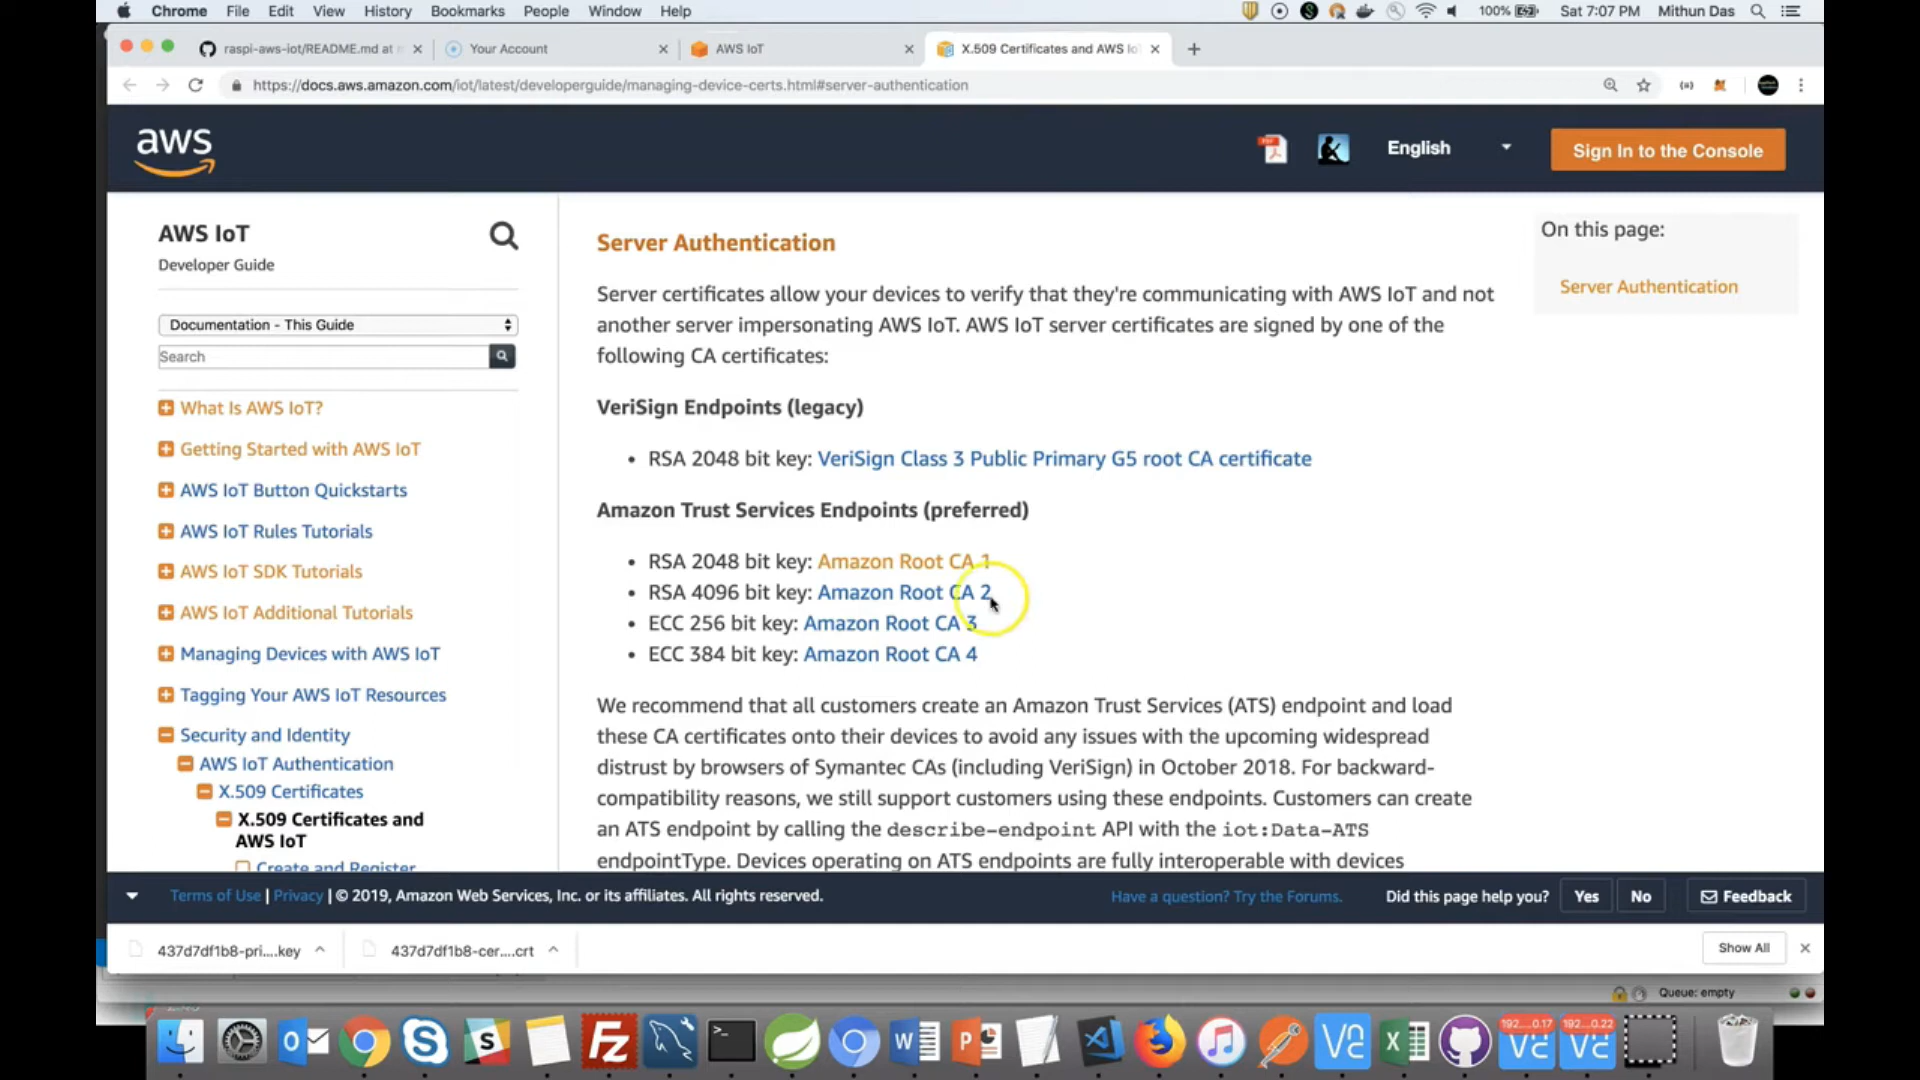 Chrome File Edit View History Bookmarks People Window Help 100% Sat 7:07 PM Mithun Das
raspi-aws-iot/README.md at Your Account AWS IoT X.509 Certificates and AWS Io
https://docs.aws.amazon.com/iot/latest/developerguide/managing-device-certs.html#server-authentication
aws English Sign In to the Console
AWS IoT
Developer Guide
Documentation - This Guide
Search
What Is AWS IoT?
Getting Started with AWS IoT
AWS IoT Button Quickstarts
AWS IoT Rules Tutorials
AWS IoT SDK Tutorials
AWS IoT Additional Tutorials
Managing Devices with AWS IoT
Tagging Your AWS IoT Resources
Security and Identity
AWS IoT Authentication
X.509 Certificates
X.509 Certificates and
AWS IoT
Create and Register
Server Authentication
Server certificates allow your devices to verify that they're communicating with AWS IoT and not
another server impersonating AWS IoT. AWS IoT server certificates are signed by one of the
following CA certificates:
VeriSign Endpoints (legacy)
• RSA 2048 bit key: VeriSign Class 3 Public Primary G5 root CA certificate
Amazon Trust Services Endpoints (preferred)
• RSA 2048 bit key: Amazon Root CA 1
• RSA 4096 bit key: Amazon Root CA 2
• ECC 256 bit key: Amazon Root CA 3
• ECC 384 bit key: Amazon Root CA 4
We recommend that all customers create an Amazon Trust Services (ATS) endpoint and load
these CA certificates onto their devices to avoid any issues with the upcoming widespread
distrust by browsers of Symantec CAs (including VeriSign) in October 2018. For backward-
compatibility reasons, we still support customers using these endpoints. Customers can create
an ATS endpoint by calling the describe-endpoint API with the iot:Data-ATS
endpointType. Devices operating on ATS endpoints are fully interoperable with devices
On this page:
Server Authentication
Terms of Use | Privacy | © 2019, Amazon Web Services, Inc. or its affiliates. All rights reserved. Have a question? Try the Forums. Did this page help you? Yes No Feedback
437d7df1b8-pri....key 437d7df1b8-cer....crt Show All
Queue: empty
192....0.17 192....0.22